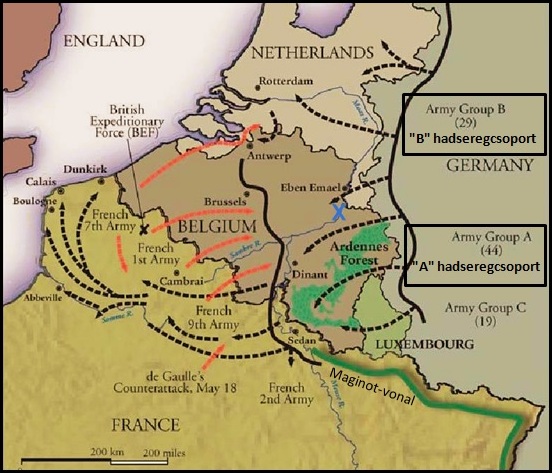 ENGLAND
NETHERLANDS
Rotterdam
Meuse R.
Army Group B
(29)
"B" hadseregcsoport
GERMANY
British
Expeditionary
Force (BEF)
Antwerp
Dunkirk
Calais
Boulogne
Eben Emael
Brussels
French
7th Army
BELGIUM
French
1st Army
Sambre R.
Ardennes
Forest
Army Group A
(44)
"A" hadseregcsoport
Dinant
Cambrai
Abbeville
Somme R.
French
9th Army
Army Group C
(19)
Sedan
LUXEMBOURG
de Gaulle's
Counterattack, May 18
French
2nd Army
Meuse R.
Maginot-vonal
FRANCE
200 km
200 miles